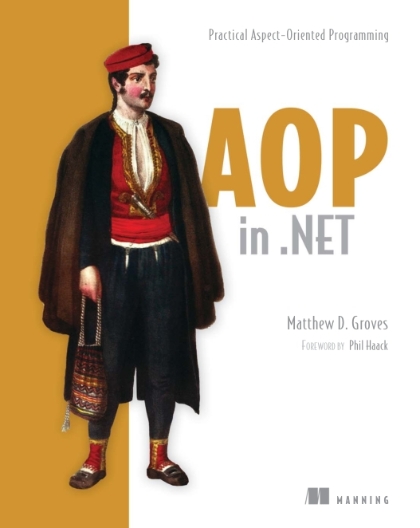 Practical Aspect-Oriented Programming
AOP
in .NET
Matthew D. Groves
FOREWORD BY Phil Haack
MANNING